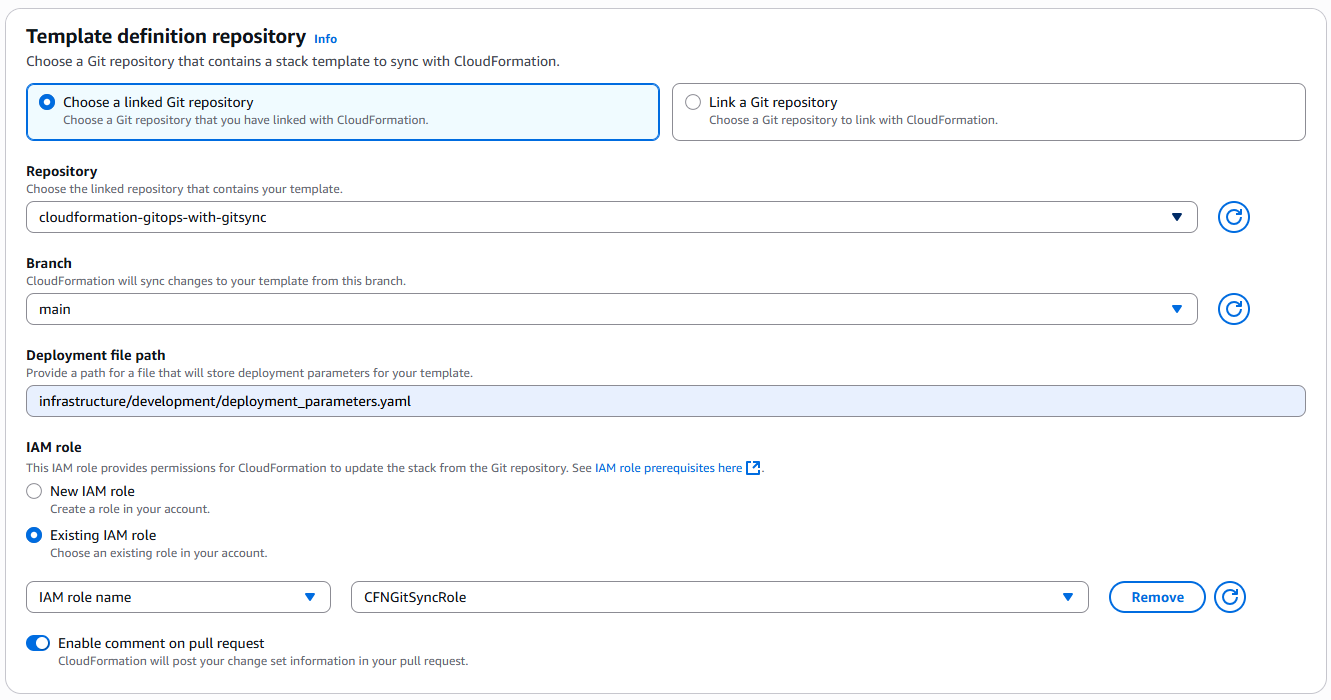 Template definition repository Info
Choose a Git repository that contains a stack template to sync with CloudFormation.
Choose a linked Git repository
Choose a Git repository that you have linked with CloudFormation.
Link a Git repository
Choose a Git repository to link with CloudFormation.
Repository
Choose the linked repository that contains your template.
cloudformation-gitops-with-gitsync
Branch
CloudFormation will sync changes to your template from this branch.
main
Deployment file path
Provide a path for a file that will store deployment parameters for your template.
infrastructure/development/deployment_parameters.yaml
IAM role
This IAM role provides permissions for CloudFormation to update the stack from the Git repository. See IAM role prerequisites here.
New IAM role
Create a role in your account.
Existing IAM role
Choose an existing role in your account.
IAM role name CFNGitSyncRole Remove
Enable comment on pull request
CloudFormation will post your change set information in your pull request.